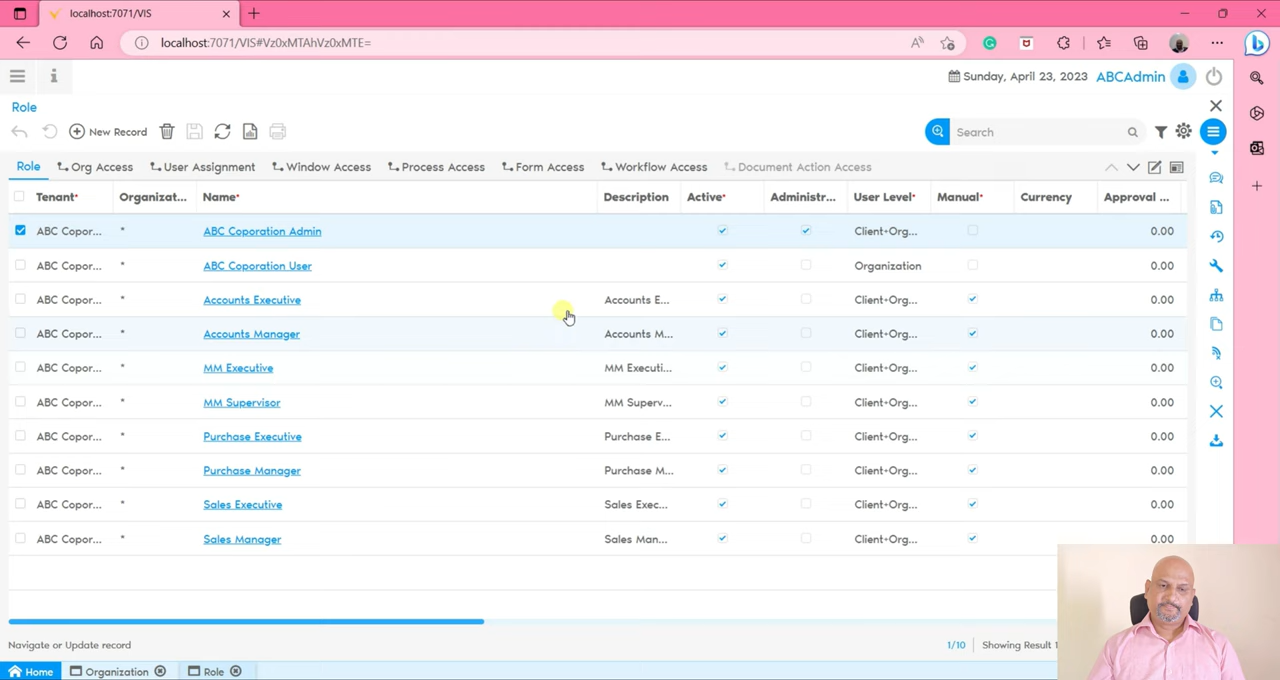 localhost:7071/VIS
localhost:7071/VIS#Vz0xMTAhVz0xMTE=
Sunday, April 23, 2023 ABCAdmin
Role
New Record
Search
Role Org Access User Assignment Window Access Process Access Form Access Workflow Access Document Action Access
Tenant* Organizat... Name* Description Active* Administr... User Level* Manual* Currency Approval ...
ABC Copor... * ABC Coporation Admin Client+Org... 0.00
ABC Copor... * ABC Coporation User Organization 0.00
ABC Copor... * Accounts Executive Accounts E... Client+Org... 0.00
ABC Copor... * Accounts Manager Accounts M... Client+Org... 0.00
ABC Copor... * MM Executive MM Executi... Client+Org... 0.00
ABC Copor... * MM Supervisor MM Superv... Client+Org... 0.00
ABC Copor... * Purchase Executive Purchase E... Client+Org... 0.00
ABC Copor... * Purchase Manager Purchase M... Client+Org... 0.00
ABC Copor... * Sales Executive Sales Exec... Client+Org... 0.00
ABC Copor... * Sales Manager Sales Man... Client+Org... 0.00
Navigate or Update record 1/10 Showing Result 1
Home Organization Role